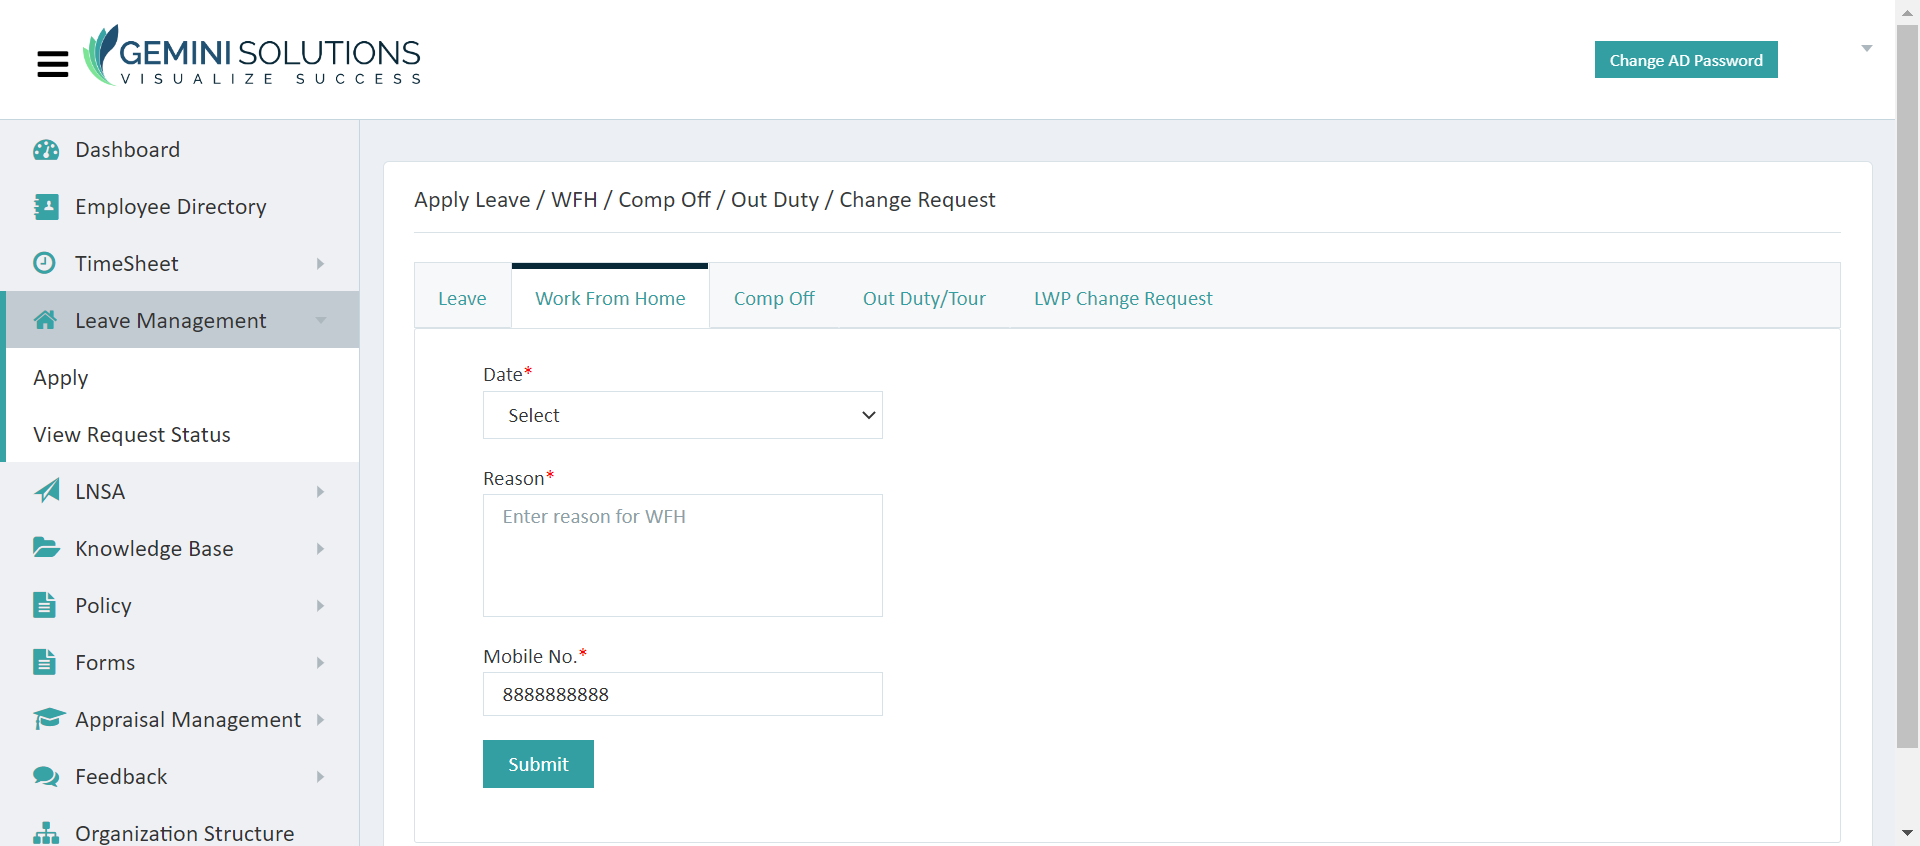 GEMINI SOLUTIONS
VISUALIZE SUCCESS
Change AD Password
Dashboard
Employee Directory
TimeSheet
Leave Management
Apply
View Request Status
LNSA
Knowledge Base
Policy
Forms
Appraisal Management
Feedback
Organization Structure
Apply Leave / WFH / Comp Off / Out Duty / Change Request
Leave Work From Home Comp Off Out Duty/Tour LWP Change Request
Date*
Select
Reason*
Enter reason for WFH
Mobile No.*
8888888888
Submit